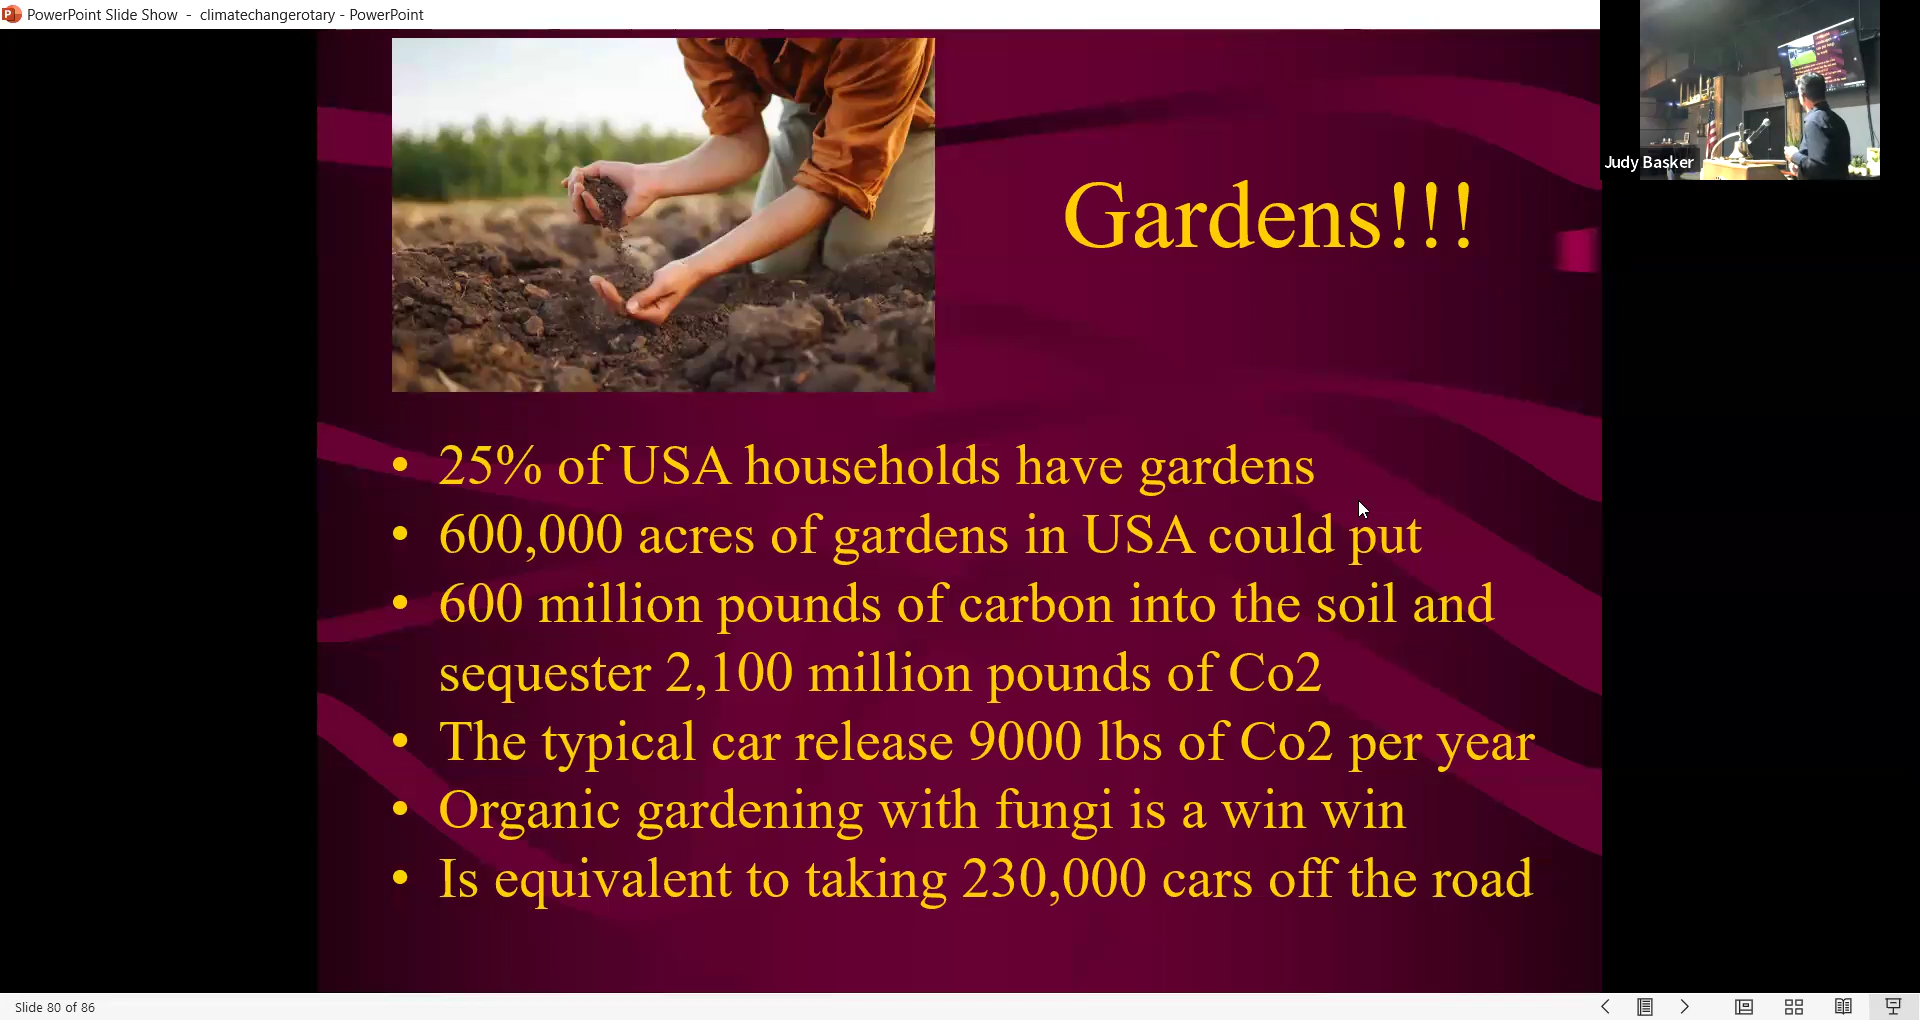 PowerPoint Slide Show - climatechangerotary - PowerPoint
Judy Basker
Gardens!!!
• 25% of USA households have gardens
• 600,000 acres of gardens in USA could put
• 600 million pounds of carbon into the soil and
sequester 2,100 million pounds of Co2
• The typical car release 9000 lbs of Co2 per year
• Organic gardening with fungi is a win win
• Is equivalent to taking 230,000 cars off the road
Slide 80 of 86